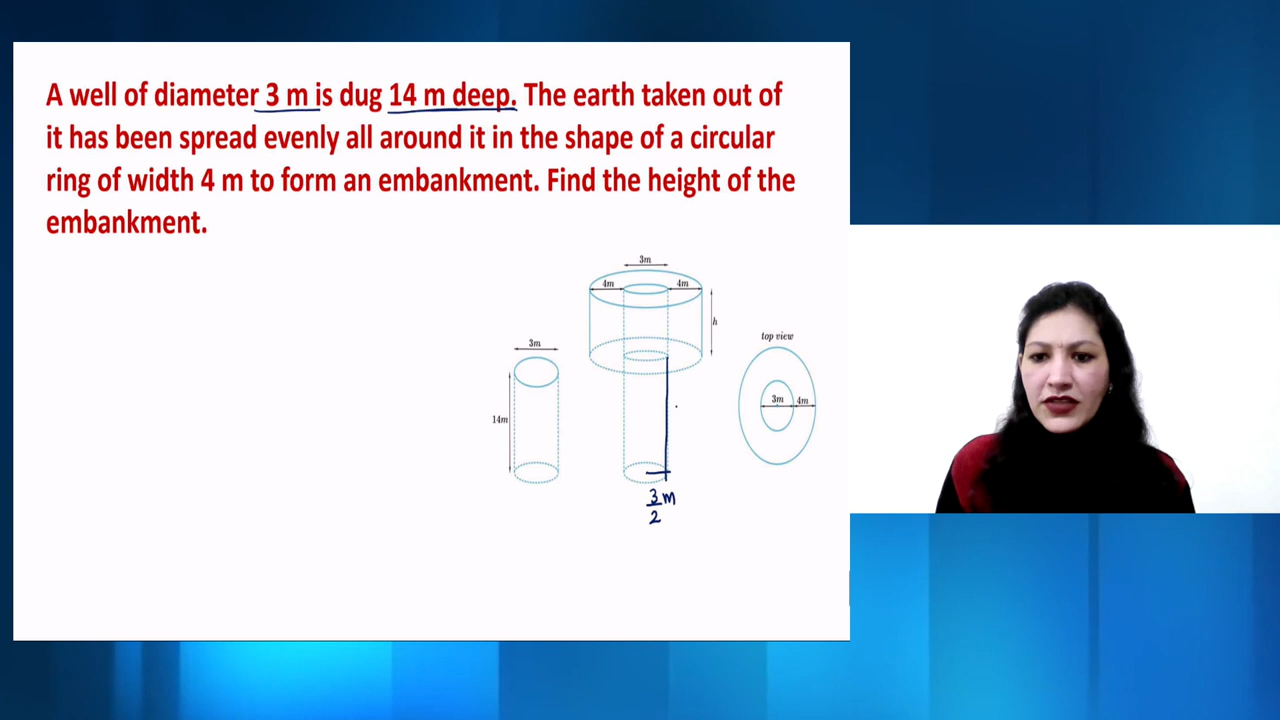 A well of diameter 3 m is dug 14 m deep. The earth taken out of
it has been spread evenly all around it in the shape of a circular
ring of width 4 m to form an embankment. Find the height of the
embankment.
3m
4m
4m
h
3m
14m
top view
3m
4m
3/2 m